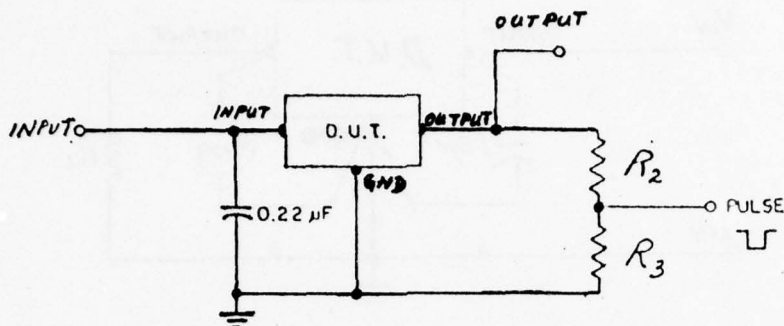 OUTPUT
INPUT
INPUT
D.U.T.
OUTPUT
GND
R2
PULSE
0.22 µF
R3